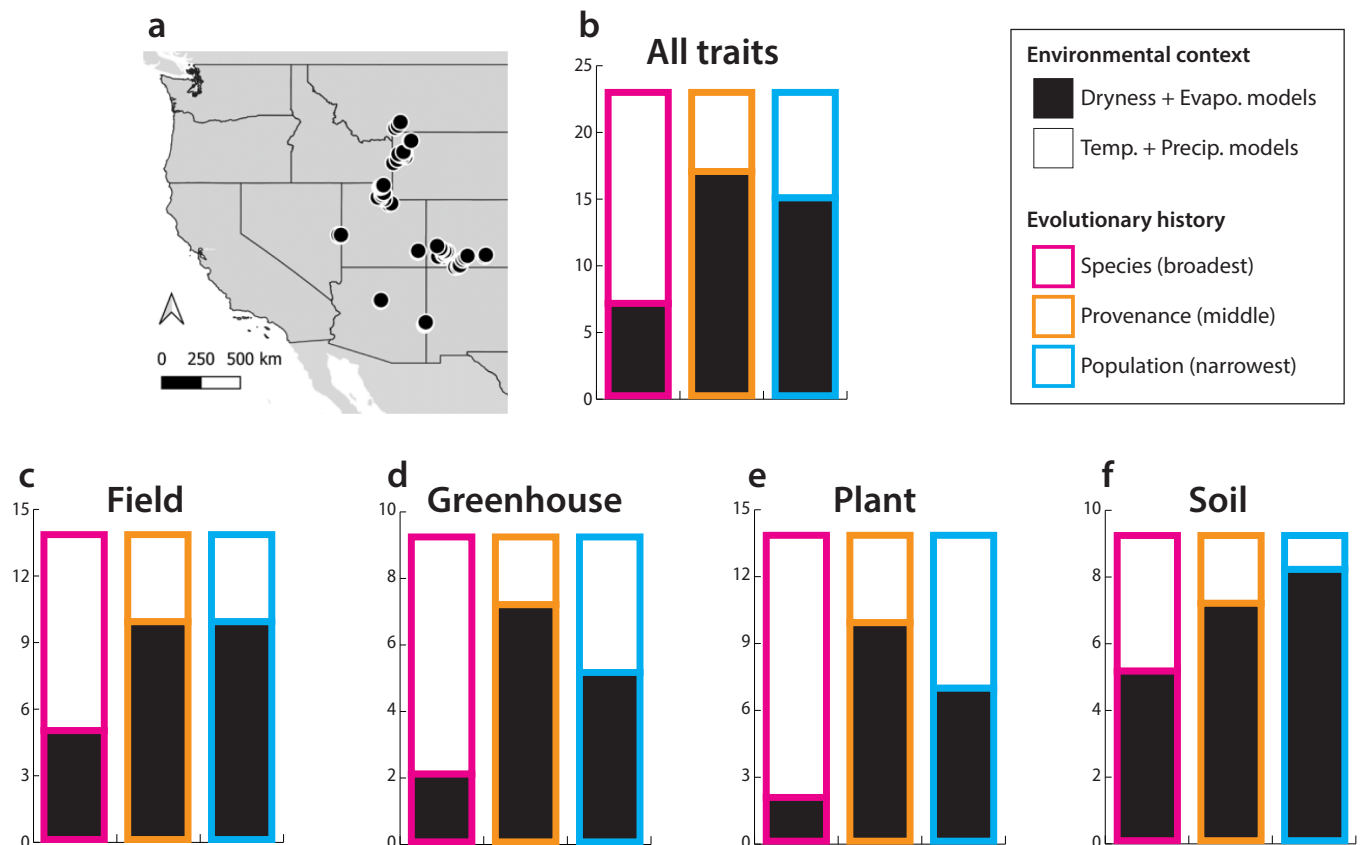 a
0 250 500 km
b
All traits
25
20
15
10
5
0
Environmental context
Dryness + Evapo. models
Temp. + Precip. models
Evolutionary history
Species (broadest)
Provenance (middle)
Population (narrowest)
c
Field
15
12
9
6
3
0
d
Greenhouse
10
8
6
4
2
0
e
Plant
15
12
9
6
3
0
f
Soil
10
8
6
4
2
0